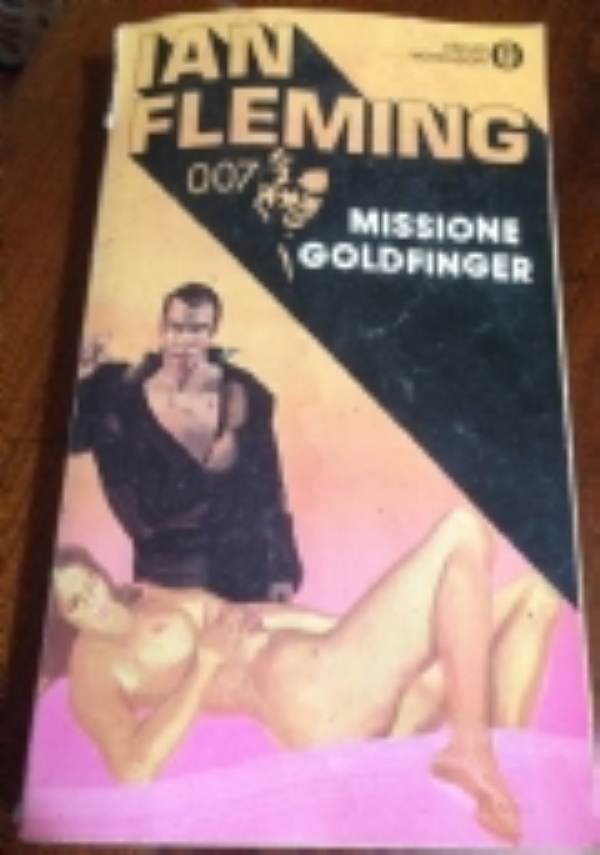 IAN
FLEMING
007
MISSIONE
GOLDFINGER